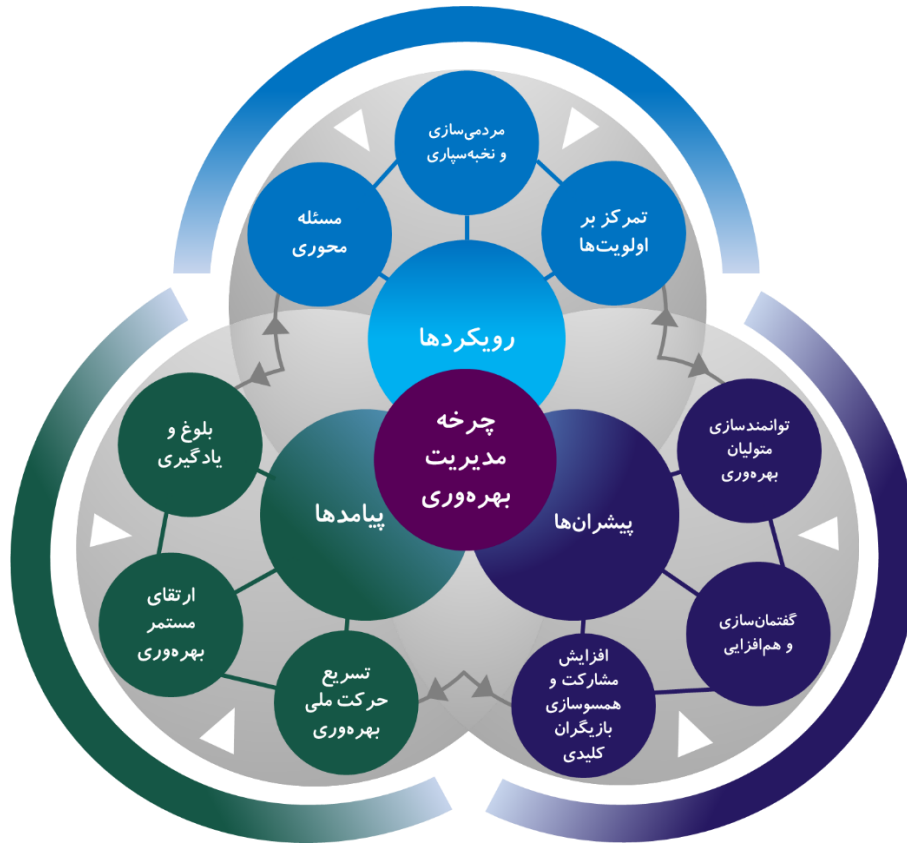 مردمی‌سازی
و نخبه‌سپاری
تمرکز بر
اولویت‌ها
مسئله
محوری
رویکردها
چرخه
مدیریت
بهره‌وری
توانمندسازی
متولیان
بهره‌وری
پیشران‌ها
گفتمان‌سازی
و هم‌افزایی
افزایش
مشارکت و
همسوسازی
بازیگران
کلیدی
بلوغ و
یادگیری
پیامدها
ارتقای
مستمر
بهره‌وری
تسریع
حرکت ملی
بهره‌وری